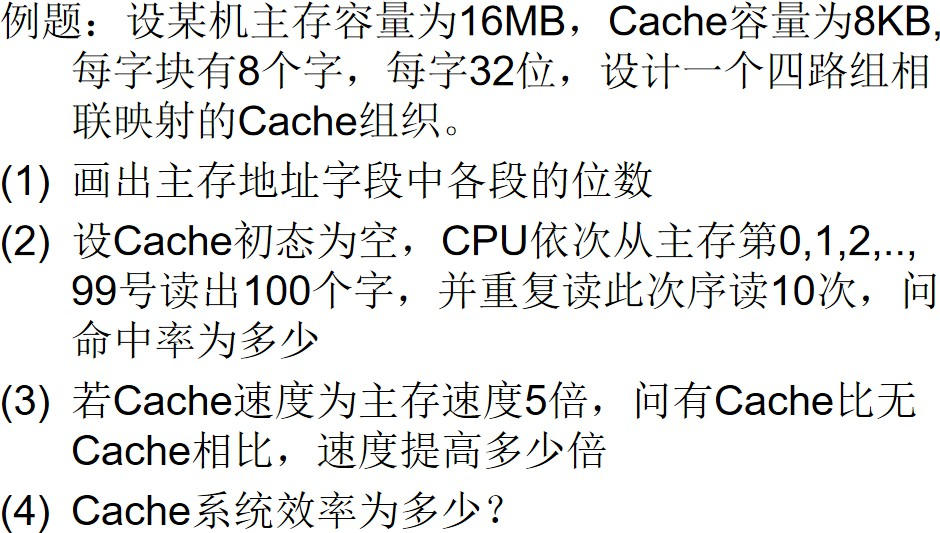 例题：设某机主存容量为16MB，Cache容量为8KB,
每字块有8个字，每字32位，设计一个四路组相
联映射的Cache组织。
(1) 画出主存地址字段中各段的位数
(2) 设Cache初态为空，CPU依次从主存第0,1,2,..,
99号读出100个字，并重复读此次序读10次，问
命中率为多少
(3) 若Cache速度为主存速度5倍，问有Cache比无
Cache相比，速度提高多少倍
(4) Cache系统效率为多少？